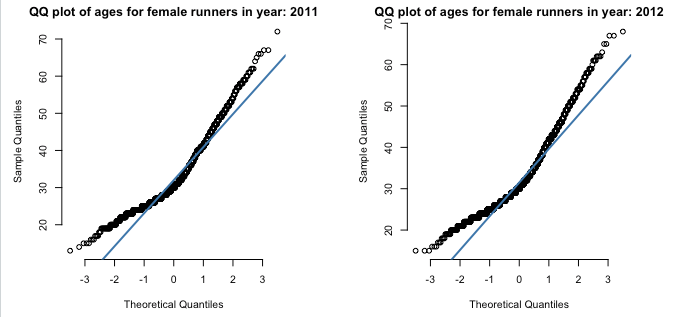 QQ plot of ages for female runners in year: 2011
70
60
50
40
30
20
Sample Quantiles
-3 -2 -1 0 1 2 3
Theoretical Quantiles
QQ plot of ages for female runners in year: 2012
70
60
50
40
30
20
Sample Quantiles
-3 -2 -1 0 1 2 3
Theoretical Quantiles